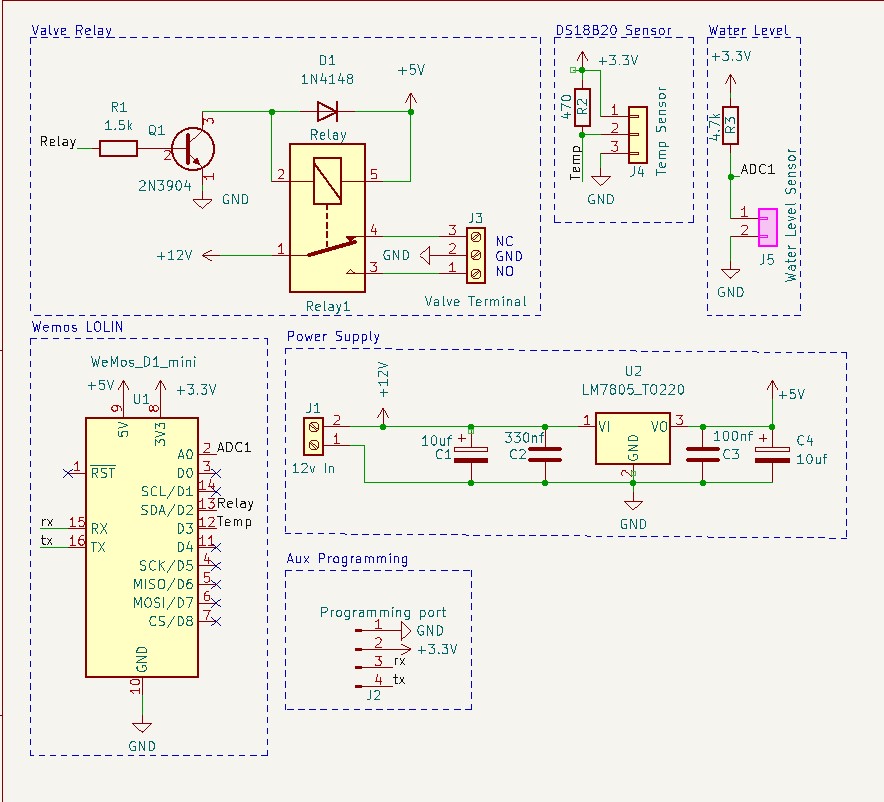 Valve Relay
D1
1N4148
+5V
R1
1.5k
Q1
3
Relay
2
1
2N3904
GND
Relay
2
5
4
1
3
+12V
GND
J3
3
2
1
NC
GND
NO
Relay1
Valve Terminal
DS18B20 Sensor
+3.3V
470
R2
1
2
3
Temp
J4
Temp Sensor
GND
Water Level
+3.3V
4.7k
R3
ADC1
1
2
J5
Water Level Sensor
GND
Wemos LOLIN
WeMos_D1_mini
+5V
+3.3V
U1
9
8
5V
3V3
A0
2
ADC1
1
RST
D0
3
SCL/D1
14
SDA/D2
13
Relay
rx
15
RX
D3
12
Temp
tx
16
TX
D4
11
SCK/D5
4
MISO/D6
5
MOSI/D7
6
CS/D8
7
GND
10
GND
Power Supply
+12V
U2
LM7805_TO220
+5V
J1
2
1
12v In
10uf
+
C1
330nf
C2
1
VI
VO
3
GND
2
100nf
C3
+
C4
10uf
GND
Aux Programming
Programming port
1
GND
2
+3.3V
3
rx
4
tx
J2